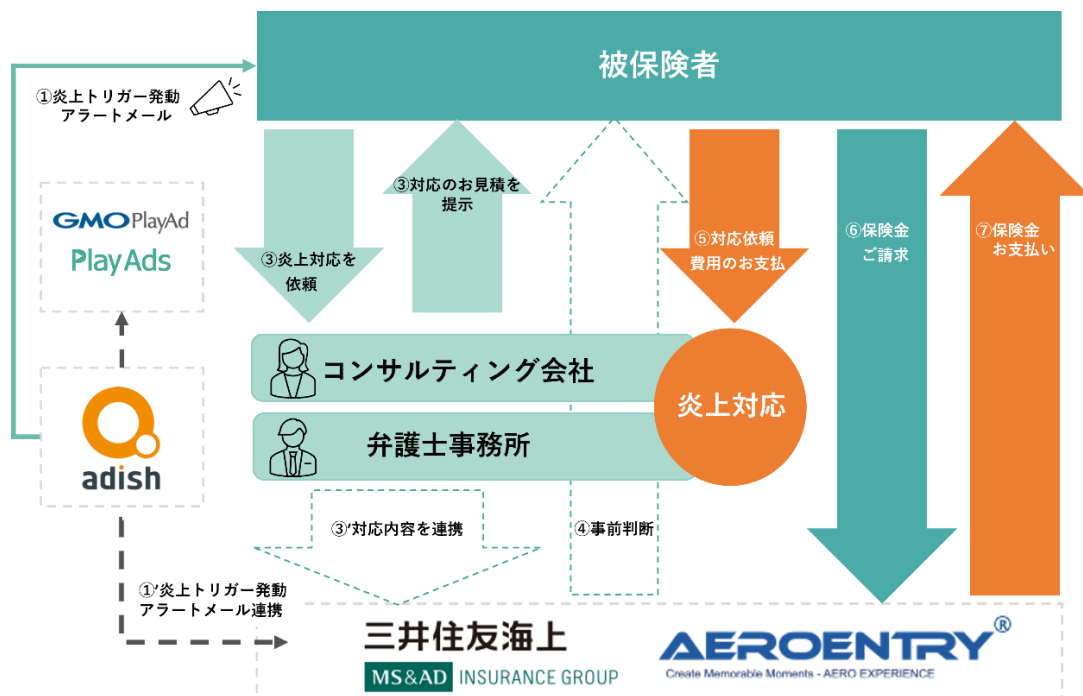 被保険者
①炎上トリガー発動
アラートメール
GMO PlayAd
PlayAds
adish
③炎上対応を
依頼
③対応のお見積を
提示
⑤対応依頼
費用のお支払
⑥保険金
ご請求
⑦保険金
お支払い
コンサルティング会社
弁護士事務所
炎上対応
③’対応内容を連携
④事前判断
①’炎上トリガー発動
アラートメール連携
三井住友海上
MS&AD INSURANCE GROUP
AEROENTRY®
Create Memorable Moments - AERO EXPERIENCE